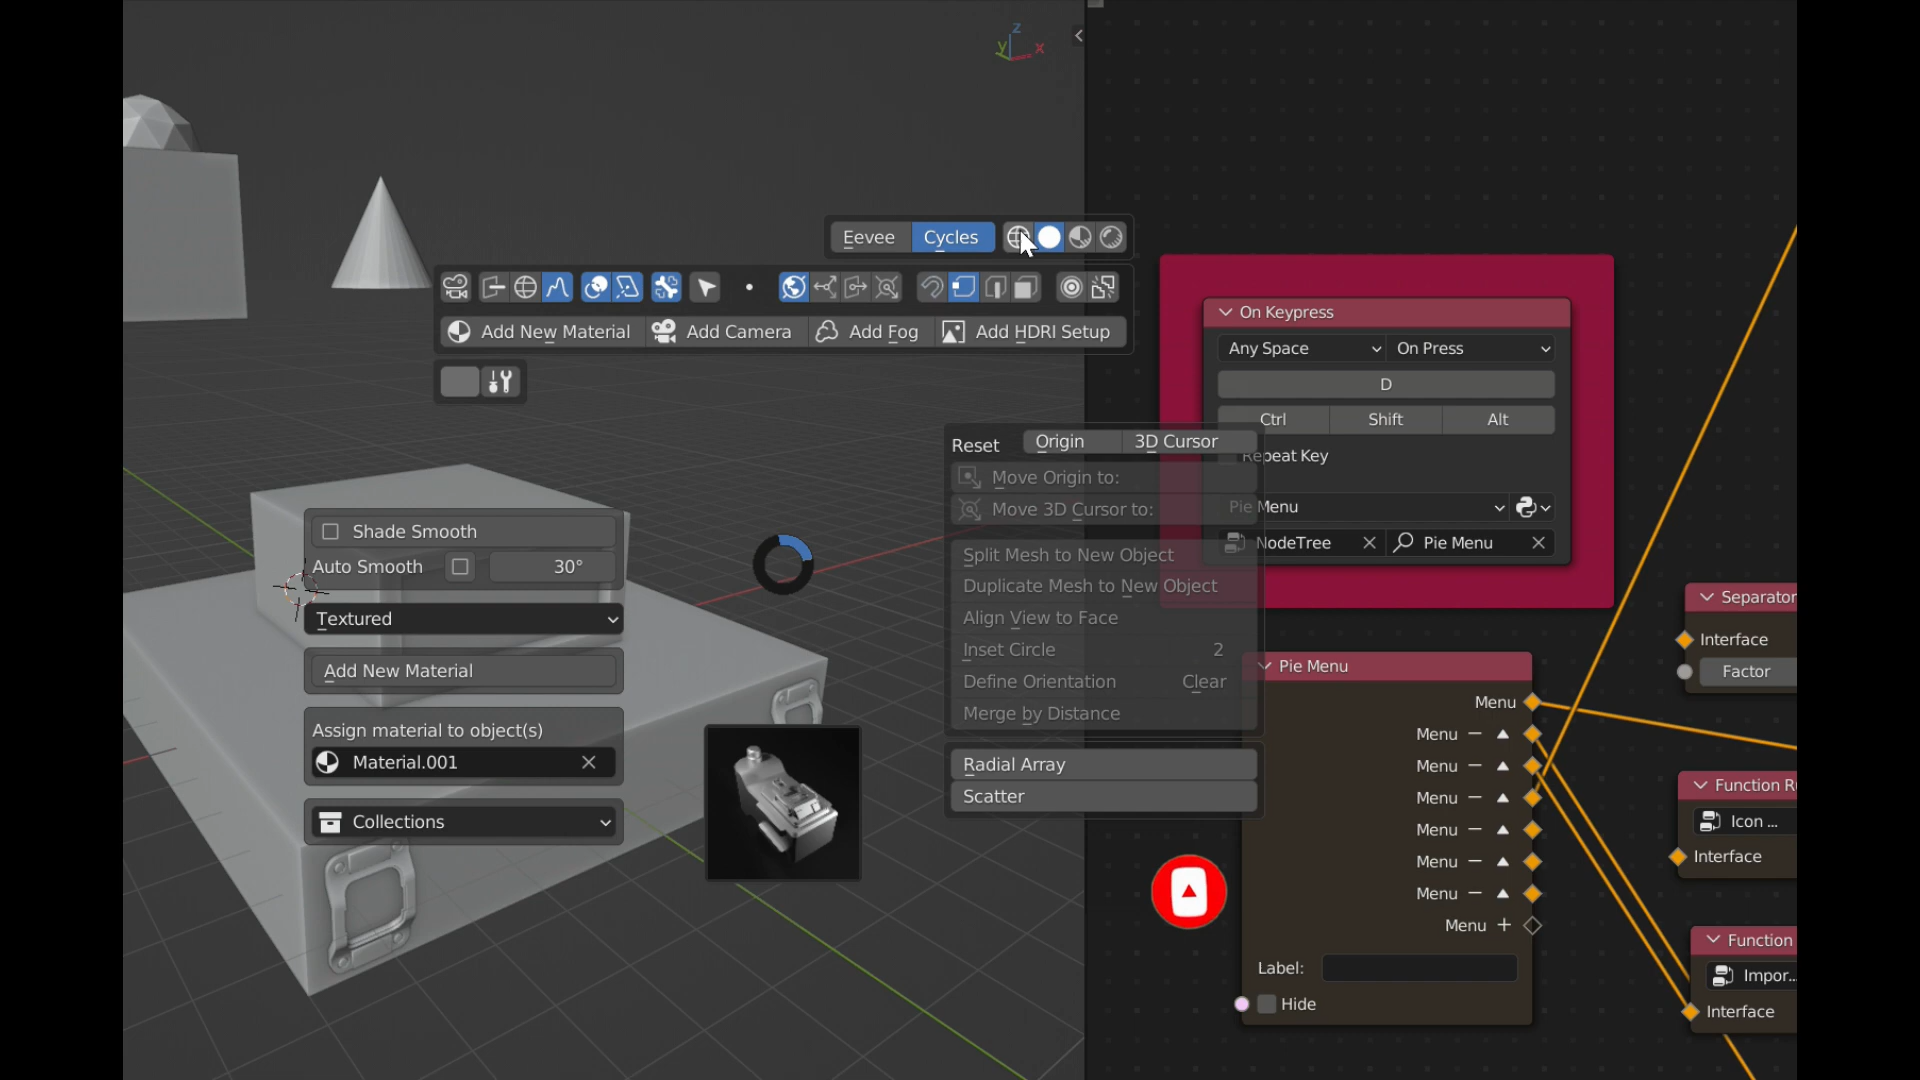 z
y x
Eevee Cycles
Add New Material Add Camera Add Fog Add HDRI Setup
On Keypress
Any Space On Press
D
Ctrl Shift Alt
Repeat Key
Pie Menu
NodeTree Pie Menu
Reset Origin 3D Cursor
Move Origin to:
Move 3D Cursor to:
Split Mesh to New Object
Duplicate Mesh to New Object
Align View to Face
Inset Circle 2
Define Orientation Clear
Merge by Distance
Radial Array
Scatter
Shade Smooth
Auto Smooth 30°
Textured
Add New Material
Assign material to object(s)
Material.001
Collections
Pie Menu
Menu
Menu
Menu
Menu
Menu
Menu
Menu
Menu
Label:
Hide
Separator
Interface
Factor
Function R
Icon ...
Interface
Function
Impor...
Interface